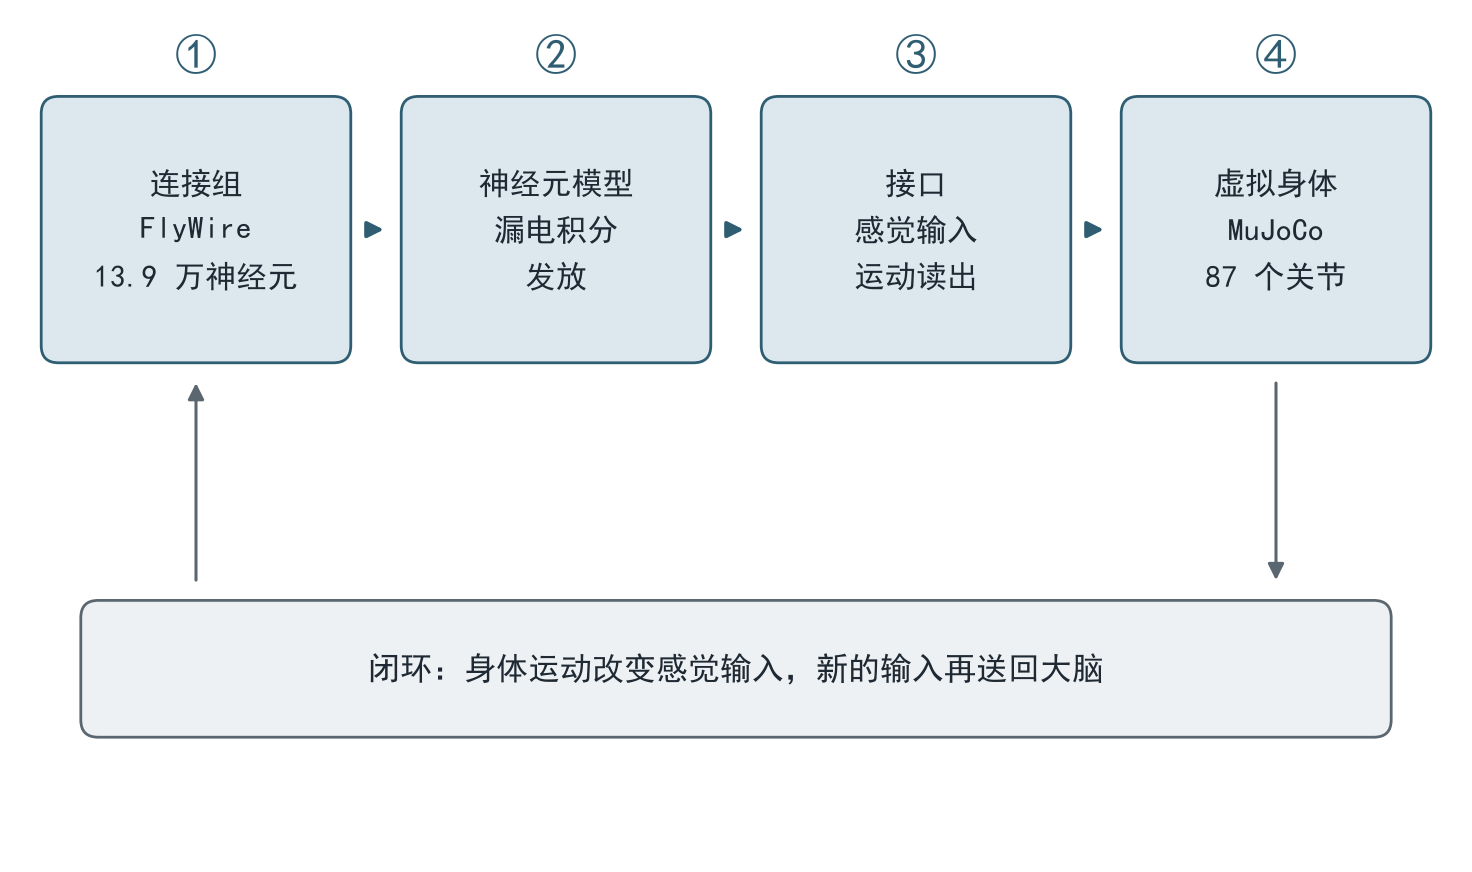 ①
连接组
FlyWire
13.9 万神经元
②
神经元模型
漏电积分
发放
③
接口
感觉输入
运动读出
④
虚拟身体
MuJoCo
87 个关节
闭环：身体运动改变感觉输入，新的输入再送回大脑